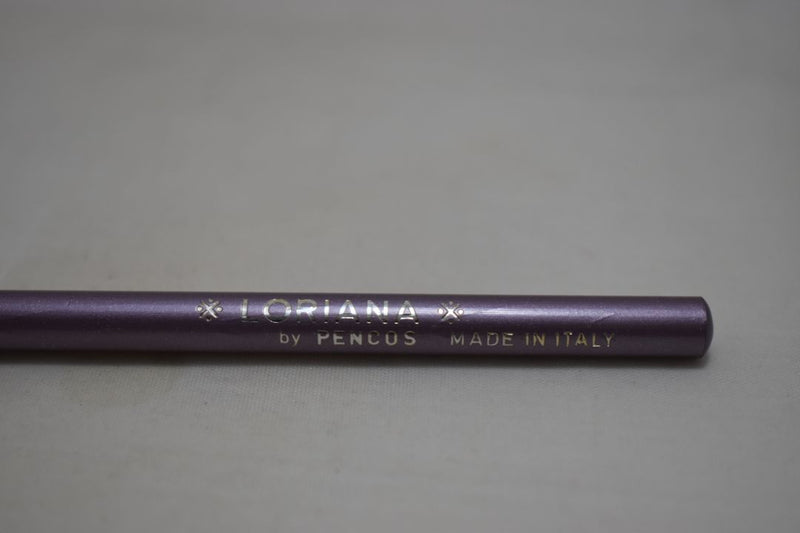 LORIANA
by PENCOS MADE IN ITALY